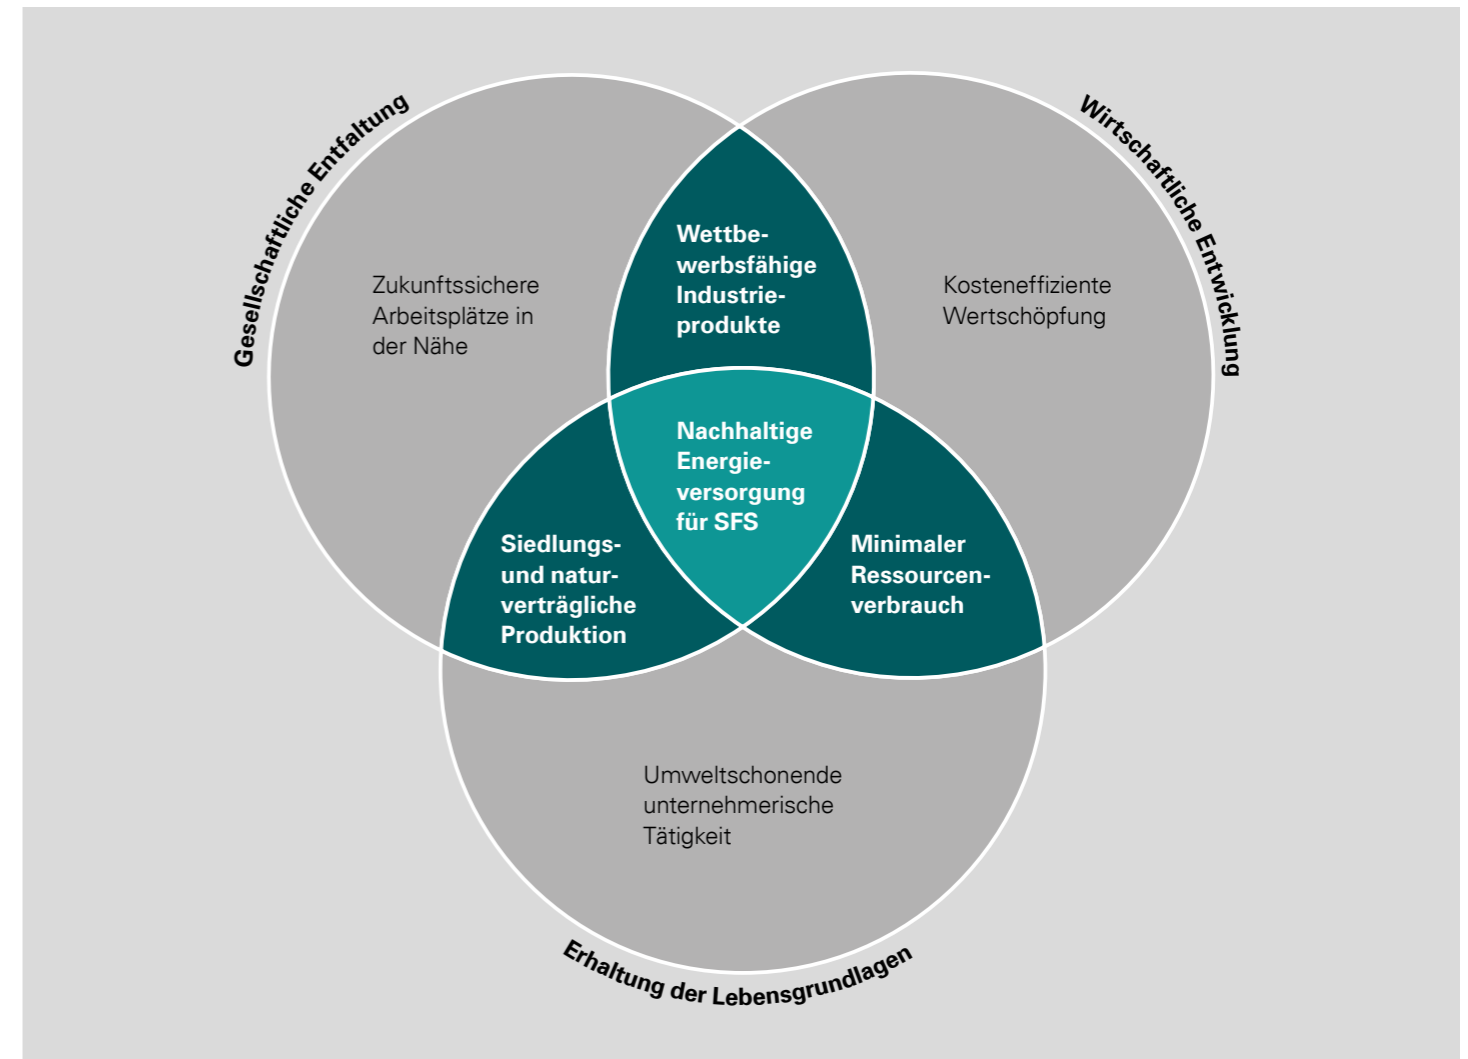 Gesellschaftliche Entfaltung
Wirtschaftliche Entwicklung
Zukunftssichere
Arbeitsplätze in
der Nähe
Wettbe-
werbsfähige
Industrie-
produkte
Kosteneffiziente
Wertschöpfung
Nachhaltige
Energie-
versorgung
für SFS
Siedlungs-
und natur-
verträgliche
Produktion
Minimaler
Ressourcen-
verbrauch
Umweltschonende
unternehmerische
Tätigkeit
Erhaltung der Lebensgrundlagen